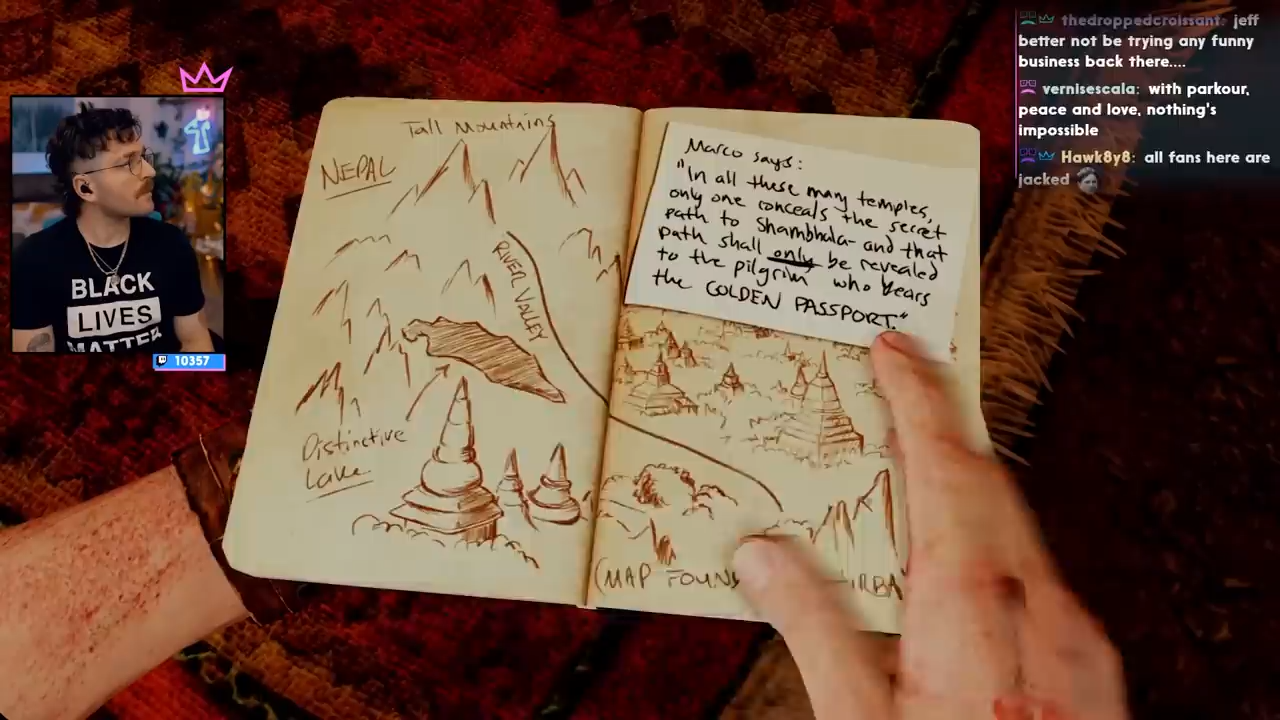 thedroppedcroissant: jeff
better not be trying any funny
business back there....
vernisescala: with parkour,
peace and love, nothing's
impossible
Hawk8y8: all fans here are
jacked
BLACK
LIVES
MATTER
10357
Tall Mountains
NEPAL
RIVER VALLEY
Distinctive
Lake
Marco says:
"In all these many temples,
only one conceals the secret
path to Shambhala- and that
path shall only be revealed
to the pilgrim who bears
the GOLDEN PASSPORT."
(MAP FOUN